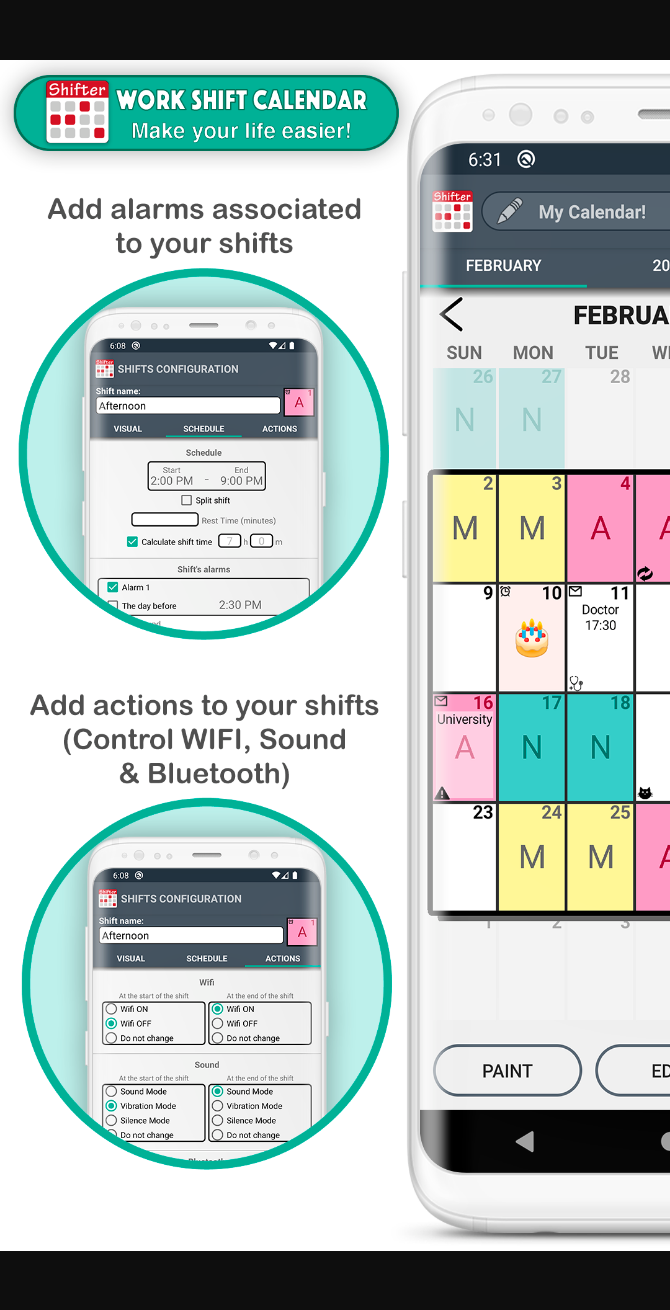 Shifter
WORK SHIFT CALENDAR
Make your life easier!
Add alarms associated
to your shifts
6:08
SHIFTS CONFIGURATION
Shift name:
Afternoon
A
1
VISUAL SCHEDULE ACTIONS
Schedule
Start End
2:00 PM - 9:00 PM
Split shift
Rest Time (minutes)
Calculate shift time 7 h 0 m
Shift's alarms
Alarm 1
The day before 2:30 PM
Add actions to your shifts
(Control WIFI, Sound
& Bluetooth)
6:08
SHIFTS CONFIGURATION
Shift name:
Afternoon
A
1
VISUAL SCHEDULE ACTIONS
Wifi
At the start of the shift At the end of the shift
Wifi ON Wifi ON
Wifi OFF Wifi OFF
Do not change Do not change
Sound
At the start of the shift At the end of the shift
Sound Mode Sound Mode
Vibration Mode Vibration Mode
Silence Mode Silence Mode
Do not change Do not change
6:31
Shifter
My Calendar!
FEBRUARY 20
FEBRUA
SUN MON TUE W
26 27 28
N N
2 3 4
M M A A
9 10 11
Doctor
17:30
16 17 18
University
A N N
23 24 25
M M A
1 2 3
PAINT ED